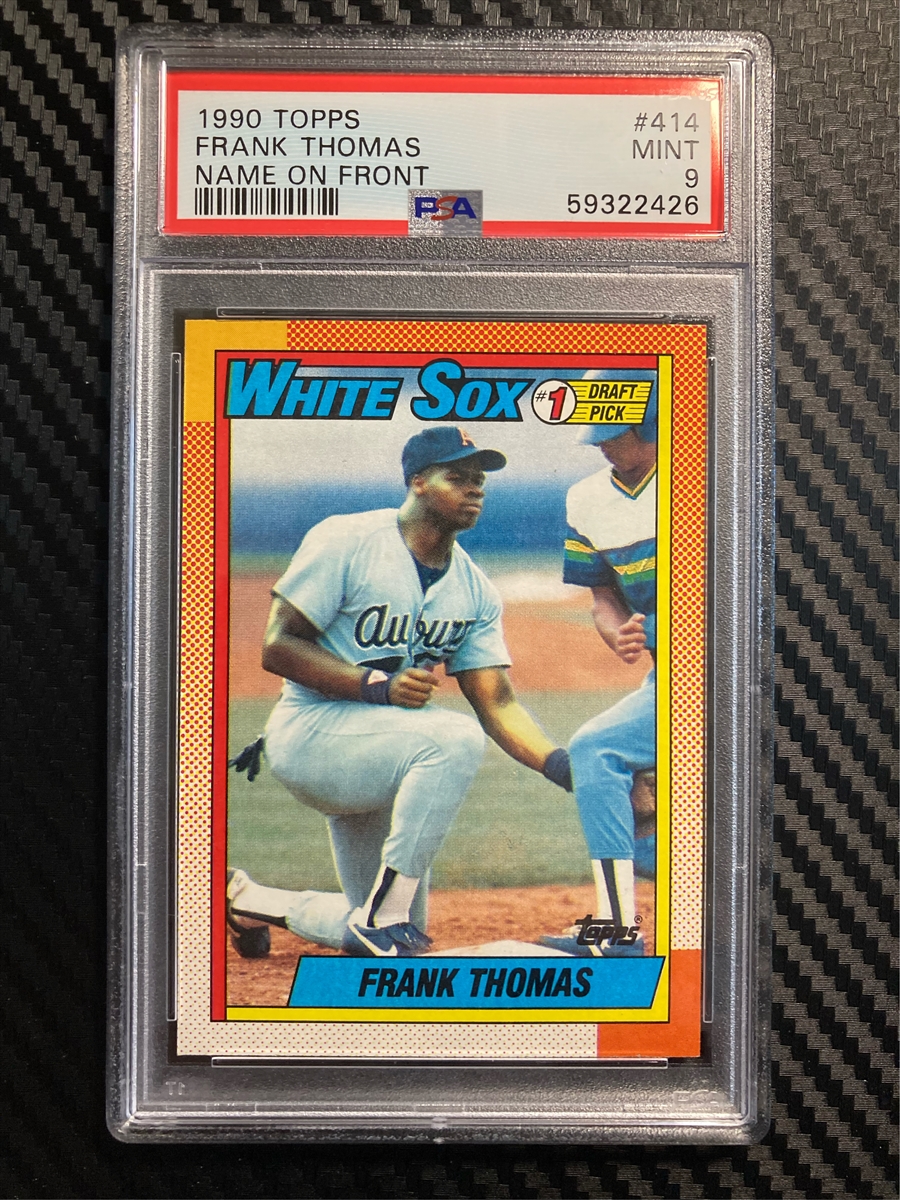 1990 TOPPS #414
FRANK THOMAS MINT
NAME ON FRONT 9
PSA 59322426
WHITE SOX #1 DRAFT PICK
A
Auburn
topps®
FRANK THOMAS